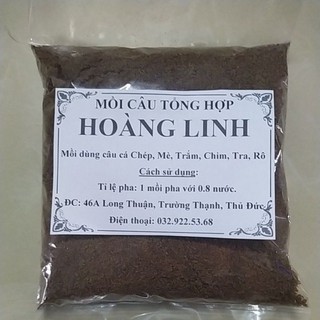 MỒI CÂU TỔNG HỢP
HOÀNG LINH
Mồi dùng câu cá Chép, Mè, Trắm, Chim, Tra, Rô
Cách sử dụng:
Tỉ lệ pha: 1 mồi pha với 0.8 nước.
ĐC: 46A Long Thuận, Trường Thạnh, Thủ Đức
Điện thoại: 032.922.53.68